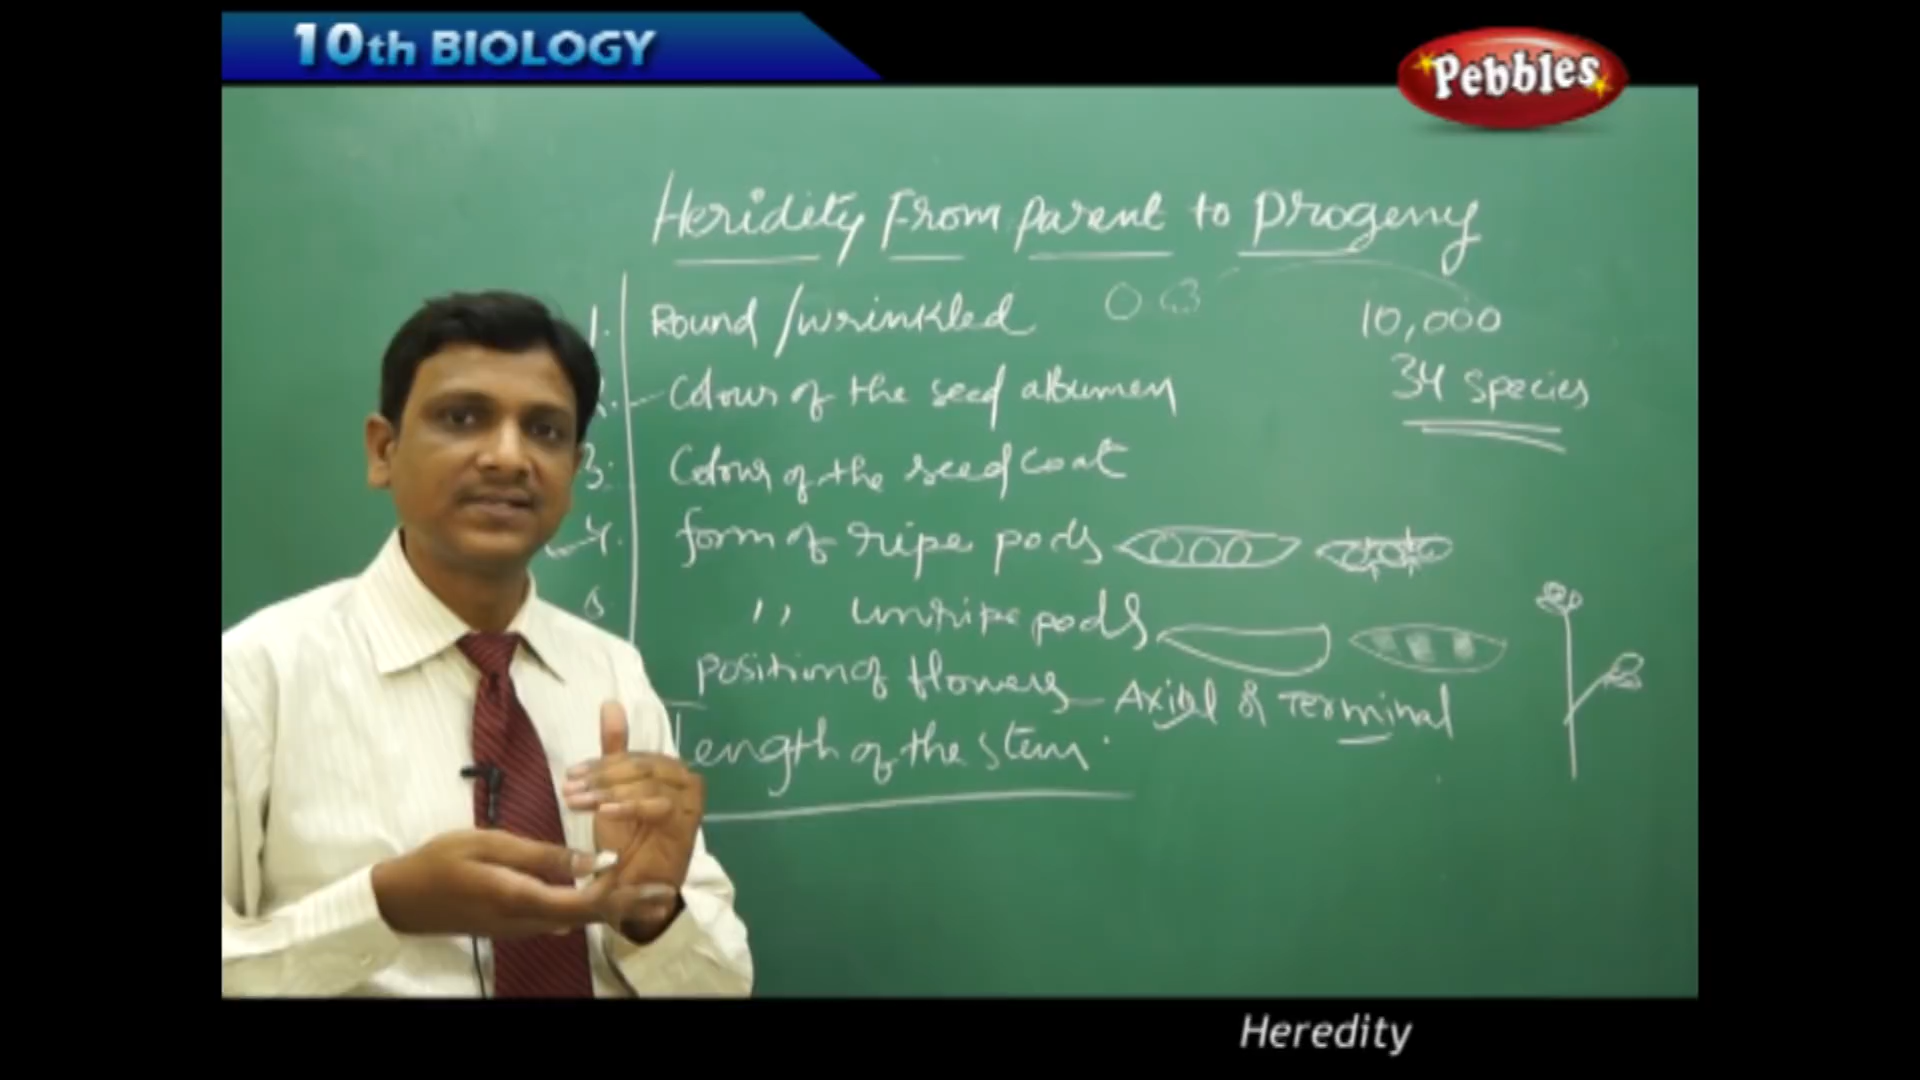 10th BIOLOGY
Pebbles
Heridity From parent to progeny
1. Round / wrinkled
10,000
Colour of the seed albumen
34 Species
3. Colour of the seed coat
4. form of ripe pods
5 ,, unripe pods
position of flowers - Axial & Terminal
Length of the stem.
Heredity